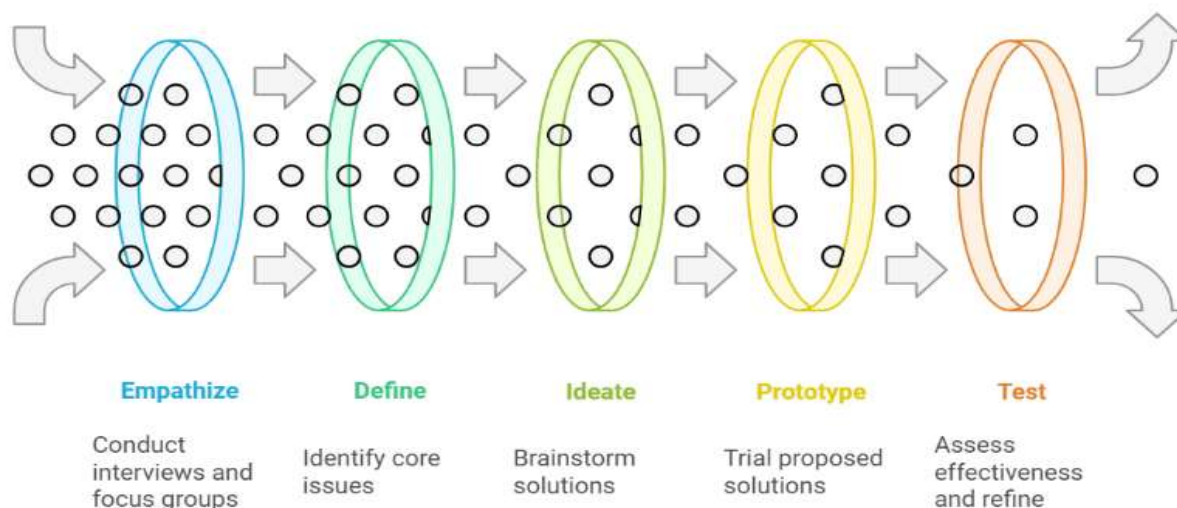 Empathize
Conduct
interviews and
focus groups
Define
Identify core
issues
Ideate
Brainstorm
solutions
Prototype
Trial proposed
solutions
Test
Assess
effectiveness
and refine